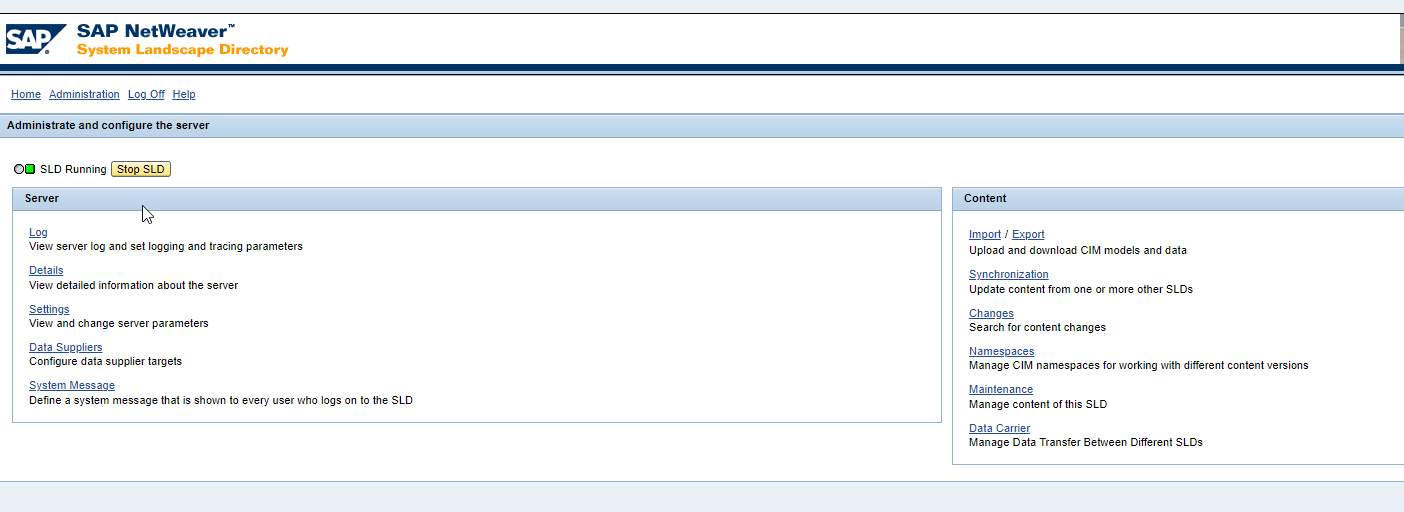 SAP SAP NetWeaver™
System Landscape Directory
Home Administration Log Off Help
Administrate and configure the server
SLD Running Stop SLD
Server
Log
View server log and set logging and tracing parameters
Details
View detailed information about the server
Settings
View and change server parameters
Data Suppliers
Configure data supplier targets
System Message
Define a system message that is shown to every user who logs on to the SLD
Content
Import / Export
Upload and download CIM models and data
Synchronization
Update content from one or more other SLDs
Changes
Search for content changes
Namespaces
Manage CIM namespaces for working with different content versions
Maintenance
Manage content of this SLD
Data Carrier
Manage Data Transfer Between Different SLDs